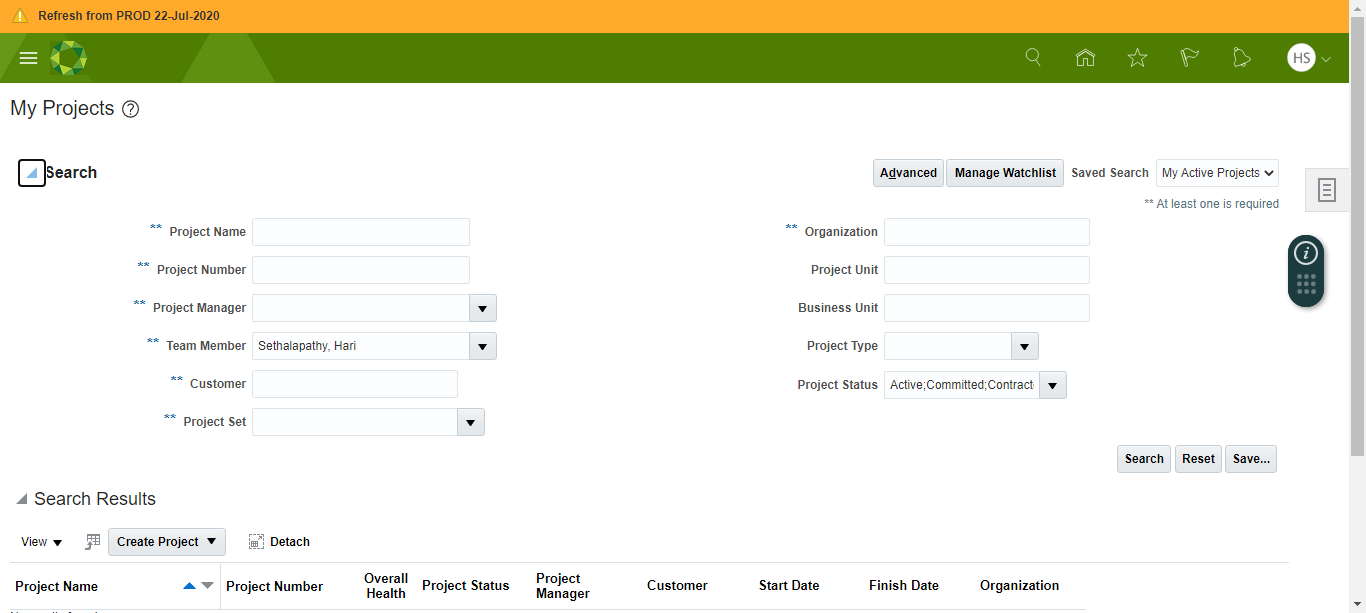 Refresh from PROD 22-Jul-2020
HS
My Projects ?
Search
Advanced Manage Watchlist Saved Search My Active Projects
** At least one is required
** Project Name
** Organization
** Project Number
Project Unit
** Project Manager
Business Unit
** Team Member Sethalapathy, Hari
Project Type
** Customer
Project Status Active;Committed;Contract
** Project Set
i
Search Reset Save...
Search Results
View Create Project Detach
Project Name Project Number Overall Health Project Status Project Manager Customer Start Date Finish Date Organization